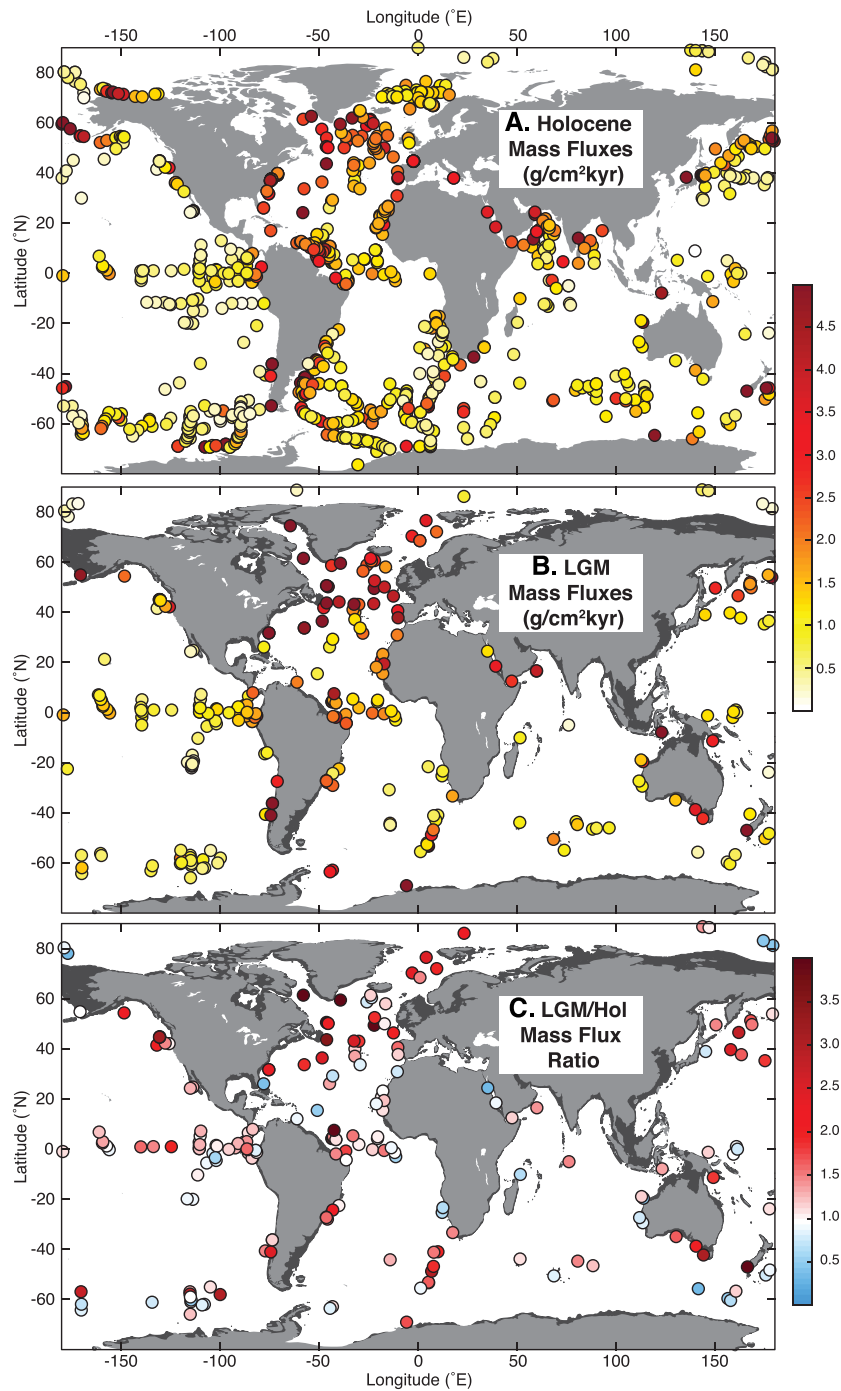 Longitude (˚E)
-150 -100 -50 0 50 100 150
Latitude (˚N)
80
60
40
20
0
-20
-40
-60
A. Holocene
Mass Fluxes
(g/cm²kyr)
4.5
4.0
3.5
3.0
2.5
2.0
1.5
1.0
0.5
Latitude (˚N)
80
60
40
20
0
-20
-40
-60
B. LGM
Mass Fluxes
(g/cm²kyr)
Latitude (˚N)
80
60
40
20
0
-20
-40
-60
C. LGM/Hol
Mass Flux
Ratio
3.5
3.0
2.5
2.0
1.5
1.0
0.5
-150 -100 -50 0 50 100 150
Longitude (˚E)